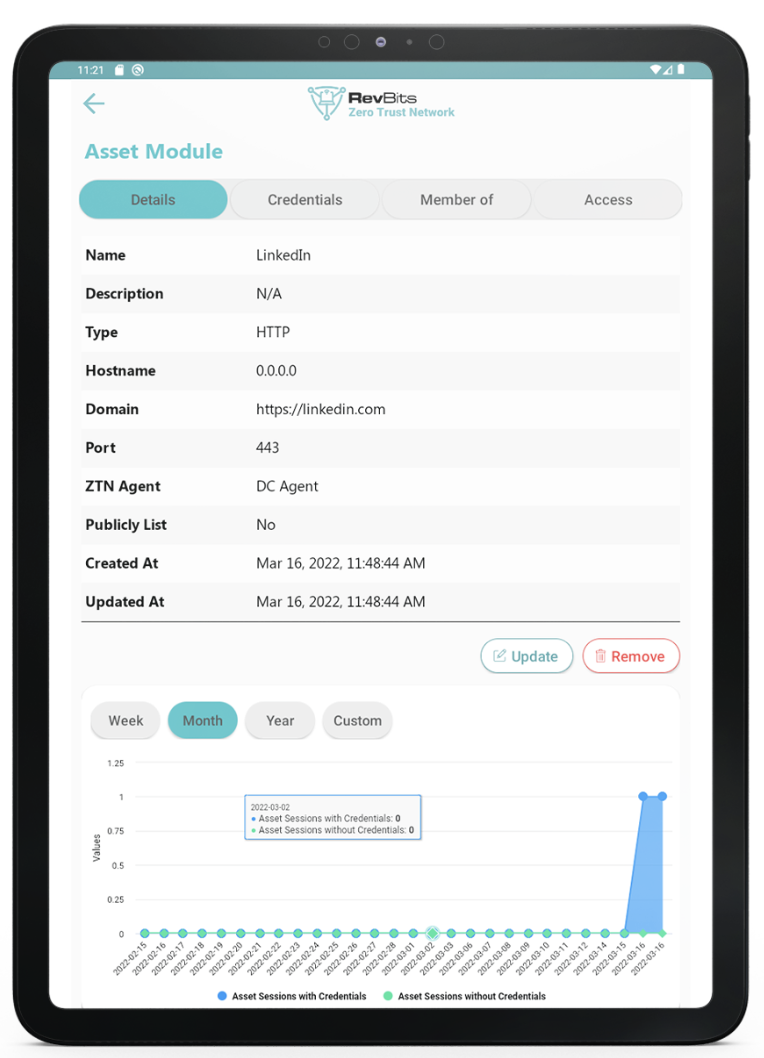 11:21
RevBits
Zero Trust Network
Asset Module
Details Credentials Member of Access
Name LinkedIn
Description N/A
Type HTTP
Hostname 0.0.0.0
Domain https://linkedin.com
Port 443
ZTN Agent DC Agent
Publicly List No
Created At Mar 16, 2022, 11:48:44 AM
Updated At Mar 16, 2022, 11:48:44 AM
Update Remove
Week Month Year Custom
1.25
1
0.75
0.5
0.25
0
Values
2022-03-02
Asset Sessions with Credentials: 0
Asset Sessions without Credentials: 0
2022-02-15 2022-02-16 2022-02-17 2022-02-18 2022-02-19 2022-02-20 2022-02-21 2022-02-22 2022-02-23 2022-02-24 2022-02-25 2022-02-26 2022-02-27 2022-02-28 2022-03-01 2022-03-02 2022-03-03 2022-03-06 2022-03-07 2022-03-08 2022-03-09 2022-03-10 2022-03-11 2022-03-12 2022-03-14 2022-03-15 2022-03-16 2022-03-16
Asset Sessions with Credentials Asset Sessions without Credentials